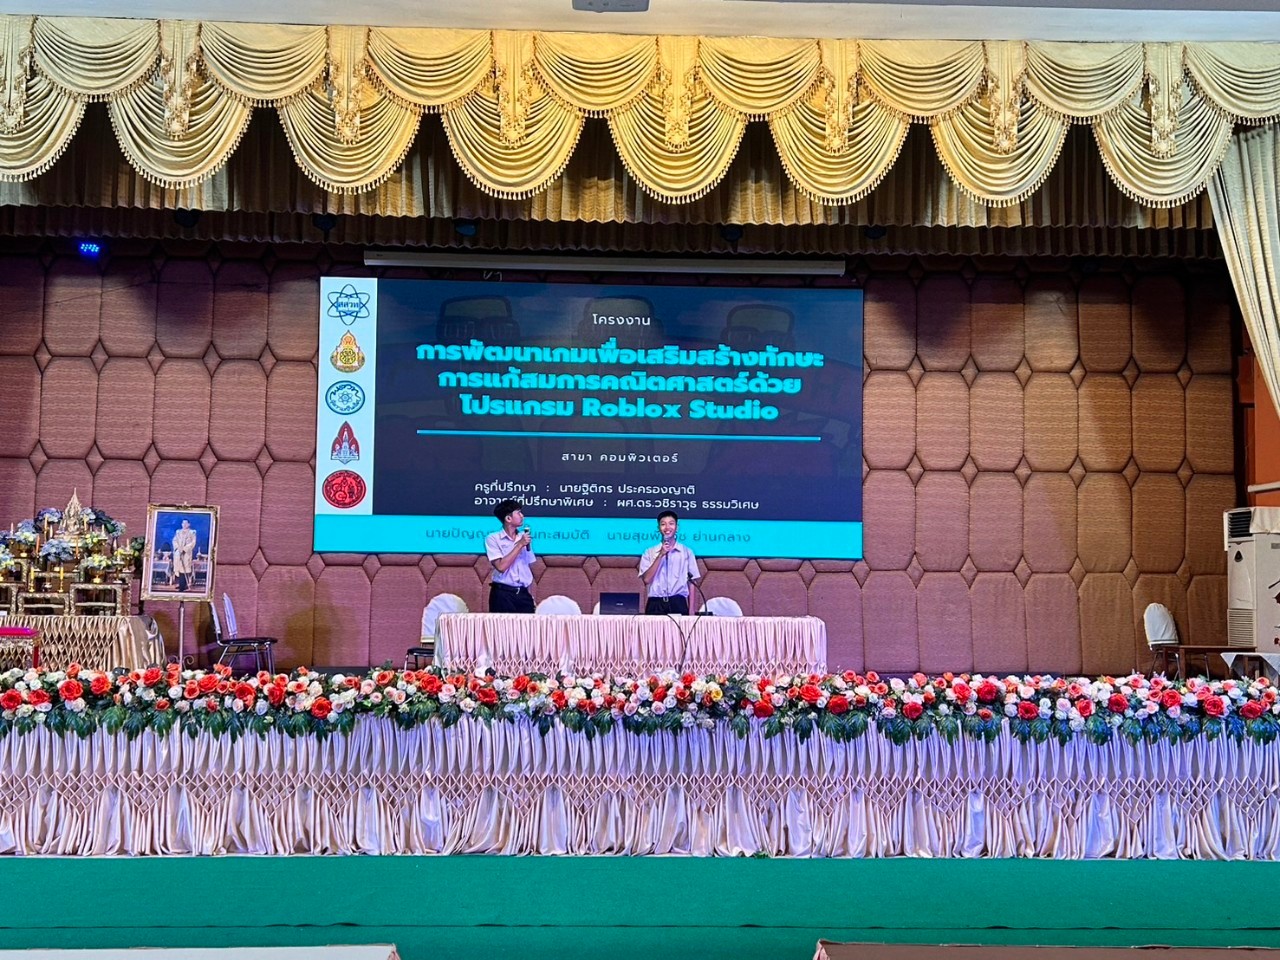 สสวท
โครงงาน
การพัฒนาเกมเพื่อเสริมสร้างทักษะ
การแก้สมการคณิตศาสตร์ด้วย
โปรแกรม Roblox Studio
สาขา คอมพิวเตอร์
ครูที่ปรึกษา : นายฐิติกร ประครองญาติ
อาจารย์ที่ปรึกษาพิเศษ : ผศ.ดร.วชิราวุธ ธรรมวิเศษ
ย่านกลาง